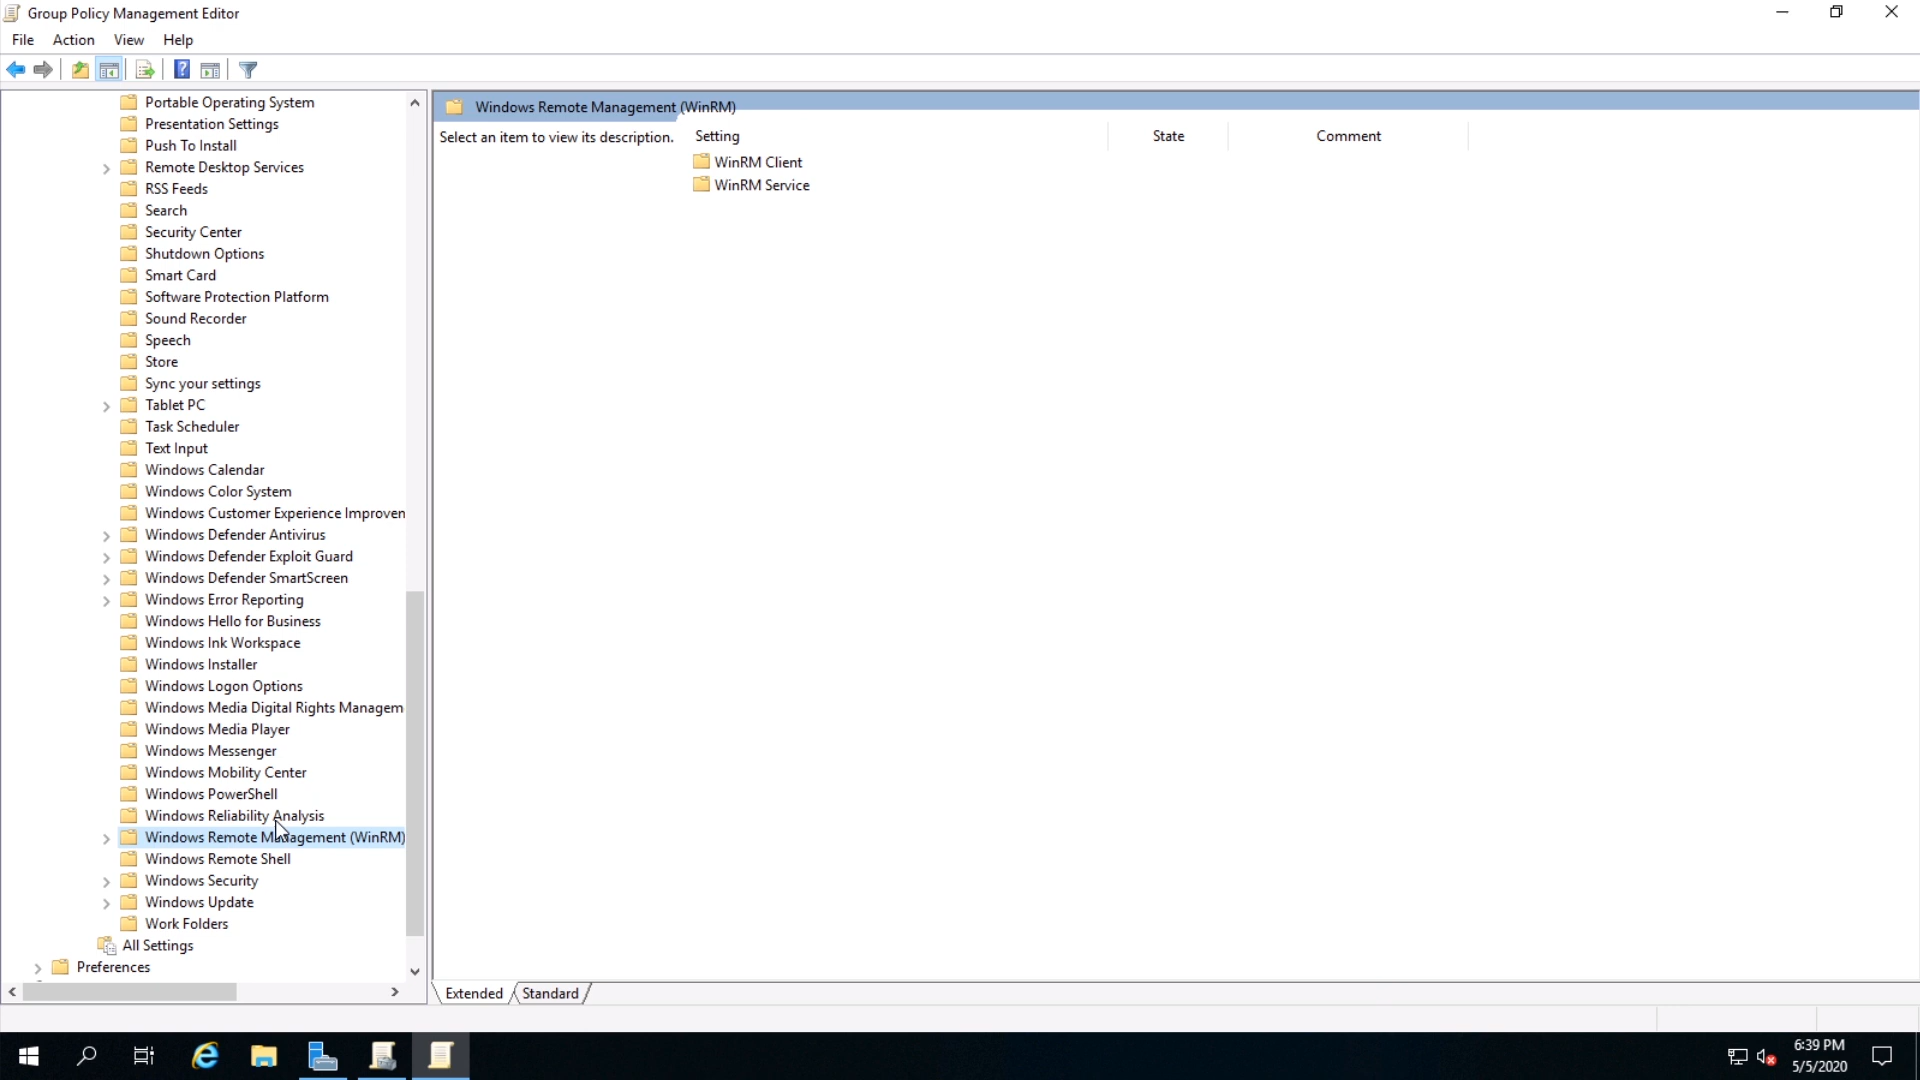 Group Policy Management Editor
File Action View Help
Portable Operating System
Presentation Settings
Push To Install
Remote Desktop Services
RSS Feeds
Search
Security Center
Shutdown Options
Smart Card
Software Protection Platform
Sound Recorder
Speech
Store
Sync your settings
Tablet PC
Task Scheduler
Text Input
Windows Calendar
Windows Color System
Windows Customer Experience Improven
Windows Defender Antivirus
Windows Defender Exploit Guard
Windows Defender SmartScreen
Windows Error Reporting
Windows Hello for Business
Windows Ink Workspace
Windows Installer
Windows Logon Options
Windows Media Digital Rights Managem
Windows Media Player
Windows Messenger
Windows Mobility Center
Windows PowerShell
Windows Reliability Analysis
Windows Remote Management (WinRM)
Windows Remote Shell
Windows Security
Windows Update
Work Folders
All Settings
Preferences
Windows Remote Management (WinRM)
Select an item to view its description.
Setting State Comment
WinRM Client
WinRM Service
Extended Standard
6:39 PM
5/5/2020